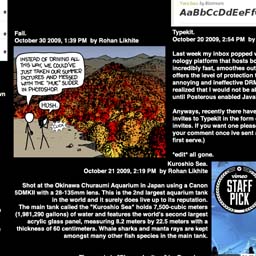 Fall.
October 30 2009, 1:39 PM by Rohan Likhite
INSTEAD OF DRIVING ALL
THIS WAY, WE COULD'VE
JUST TAKEN OUR SUMMER
PICTURES AND MESSED
WITH THE "HUE" SLIDER
IN PHOTOSHOP.
HUSH.
October 21 2009, 2:19 PM by Rohan Likhite
Shot at the Okinawa Churaumi Aquarium in Japan using a Canon
5DMKII with a 28-135mm lens. This is the 2nd largest aquarium tank
in the world and it surely does live up to its reputation.
The main tank called the "Kuroshio Sea" holds 7,500-cubic meters
(1,981,290 gallons) of water and features the world's second largest
acrylic glass panel, measuring 8.2 meters by 22.5 meters with a
thickness of 60 centimeters. Whale sharks and manta rays are kept
amongst many other fish species in the main tank.
AaBbCcDdEeFf
Typekit.
October 20 2009, 2:54 PM by
Last week my inbox popped
nology platform that hosts bo
incredibly fast, smoothes out
offers the level of protection
annoying and ineffective DRM
realized that I would not be ab
until Posterous enabled Java
Anyways, recently there have
invites to Typekit in the form o
invites. If you want one please
your comment once Ive sent a
first serve.)
*edit* all gone.
Kuroshio Sea.
vimeo
STAFF
PICK